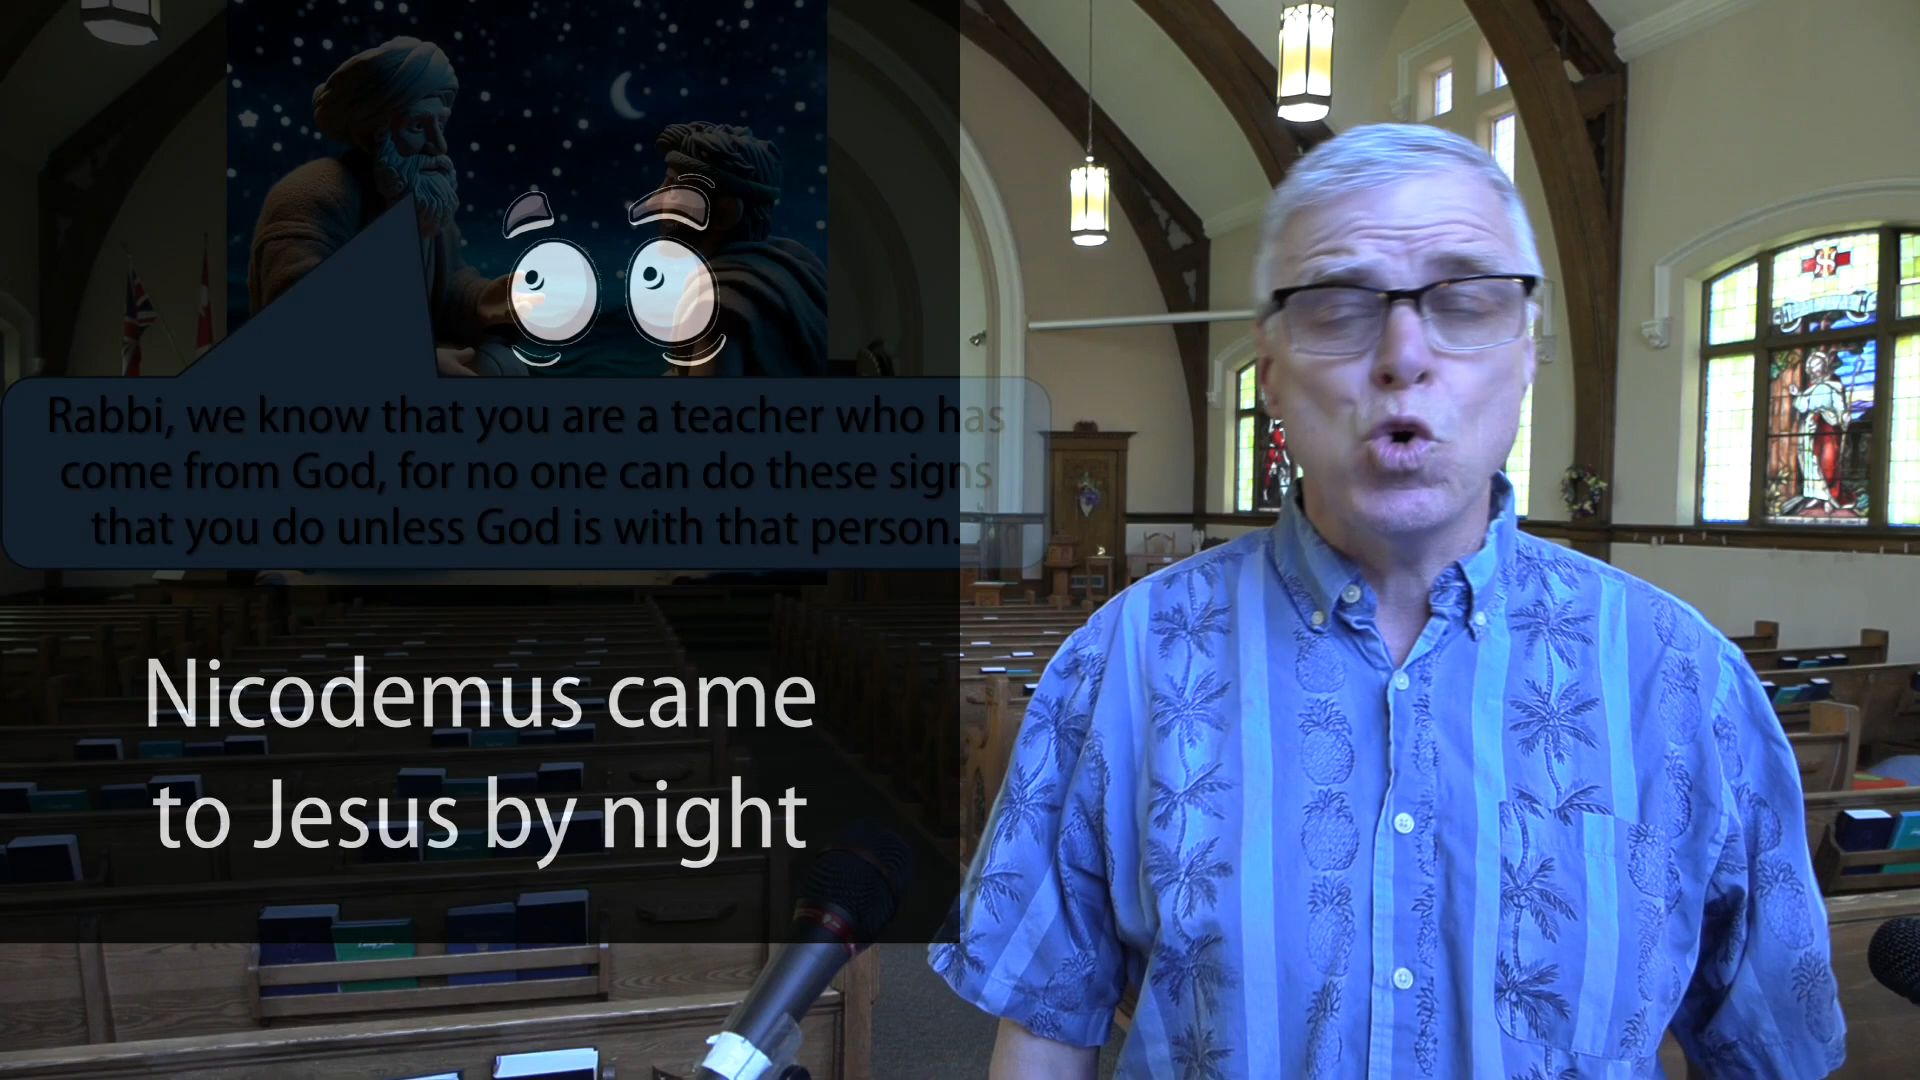 Rabbi, we know that you are a teacher who has
come from God, for no one can do these signs
that you do unless God is with that person.
Nicodemus came
to Jesus by night